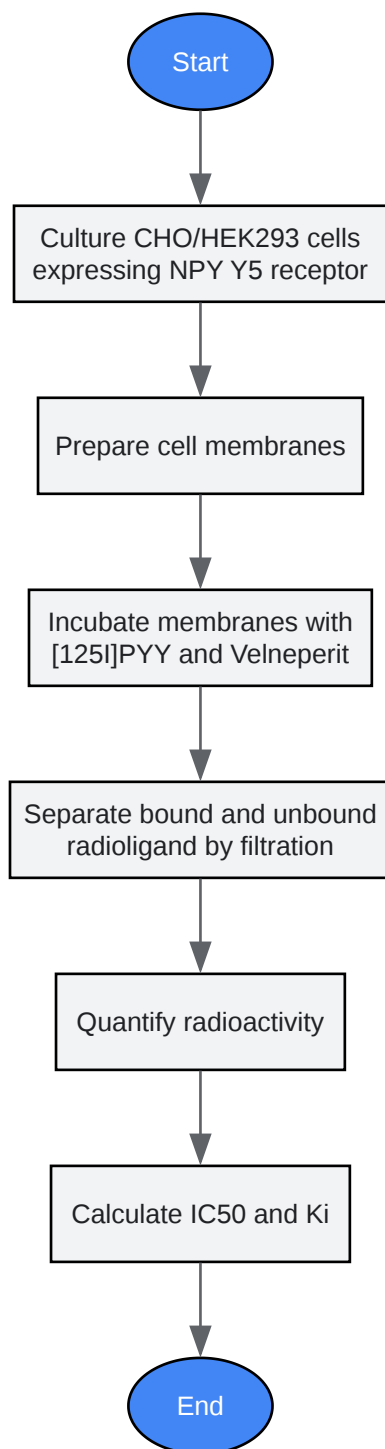 Start
Culture CHO/HEK293 cells
expressing NPY Y5 receptor
Prepare cell membranes
Incubate membranes with
[125I]PYY and Velneperit
Separate bound and unbound
radioligand by filtration
Quantify radioactivity
Calculate IC50 and Ki
End